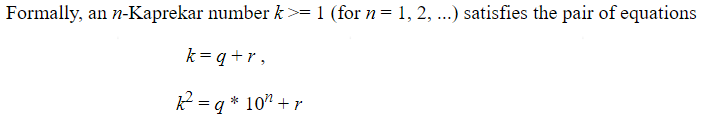 Formally, an n-Kaprekar number k >= 1 (for n = 1, 2, ...) satisfies the pair of equations
k = q + r ,
k² = q * 10ⁿ + r